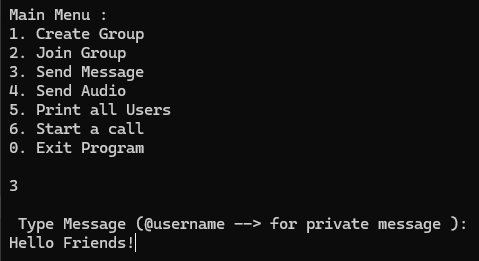 Main Menu :
1. Create Group
2. Join Group
3. Send Message
4. Send Audio
5. Print all Users
6. Start a call
0. Exit Program
3
Type Message (@username --> for private message ):
Hello Friends!